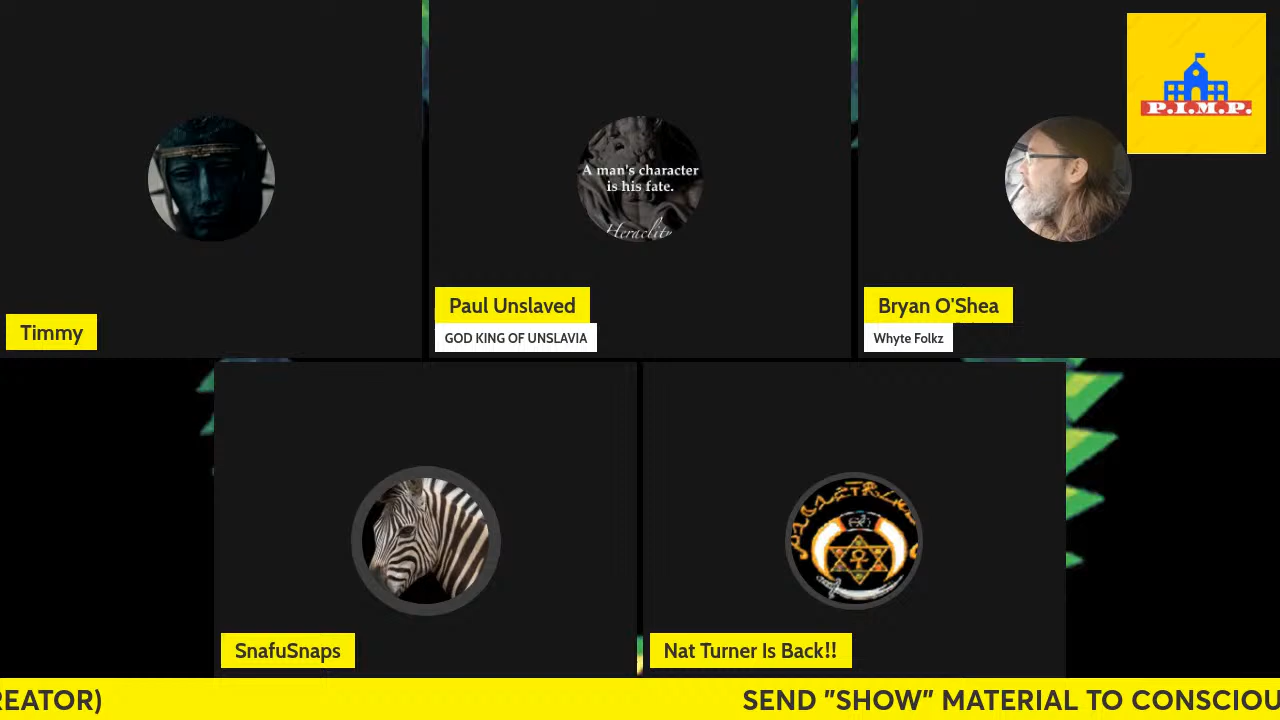 P.I.M.P.
A man's character
is his fate.
Timmy
Paul Unslaved
GOD KING OF UNSLAVIA
Bryan O'Shea
Whyte Folkz
SnafuSnaps
Nat Turner Is Back!!
REATOR) SEND "SHOW" MATERIAL TO CONSCIOU